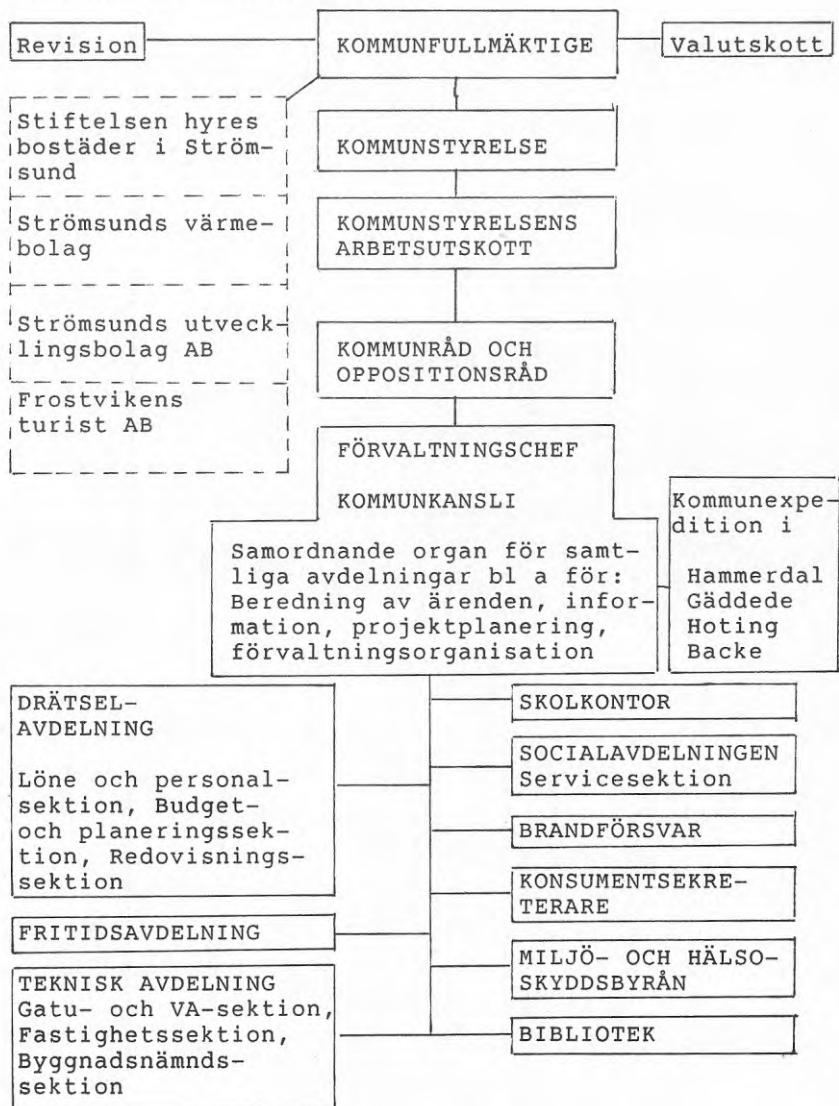 Revision
KOMMUNFULLMÄKTIGE
Valutskott
Stiftelsen hyres
bostäder i Ström-
sund
Strömsunds värme-
bolag
Strömsunds utveck-
lingsbolag AB
Frostvikens
turist AB
KOMMUNSTYRELSE
KOMMUNSTYRELSENS
ARBETSUTSKOTT
KOMMUNRÅD OCH
OPPOSITIONSRÅD
FÖRVALTNINGSCHEF
KOMMUNKANSLI
Samordnande organ för samt-
liga avdelningar bl a för:
Beredning av ärenden, infor-
mation, projektplanering,
förvaltningsorganisation
Kommunexpe-
dition i
Hammerdal
Gäddede
Hoting
Backe
DRÄTSEL-
AVDELNING
Löne och personal-
sektion, Budget-
och planeringssek-
tion, Redovisnings-
sektion
FRITIDSAVDELNING
TEKNISK AVDELNING
Gatu- och VA-sektion,
Fastighetssektion,
Byggnadsnämnds-
sektion
SKOLKONTOR
SOCIALAVDELNINGEN
Servicesektion
BRANDFÖRSVAR
KONSUMENTSEKRE-
TERARE
MILJÖ- OCH HÄLSO-
SKYDDSBYRÅN
BIBLIOTEK